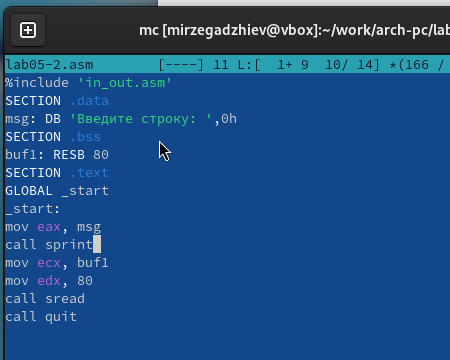 mc [mirzegadzhiev@vbox]:~/work/arch-pc/lab
lab05-2.asm [----] 11 L:[ 1+ 9 10/ 14] *(166 /
%include 'in_out.asm'
SECTION .data
msg: DB 'Введите строку: ',0h
SECTION .bss
buf1: RESB 80
SECTION .text
GLOBAL _start
_start:
mov eax, msg
call sprint
mov ecx, buf1
mov edx, 80
call sread
call quit